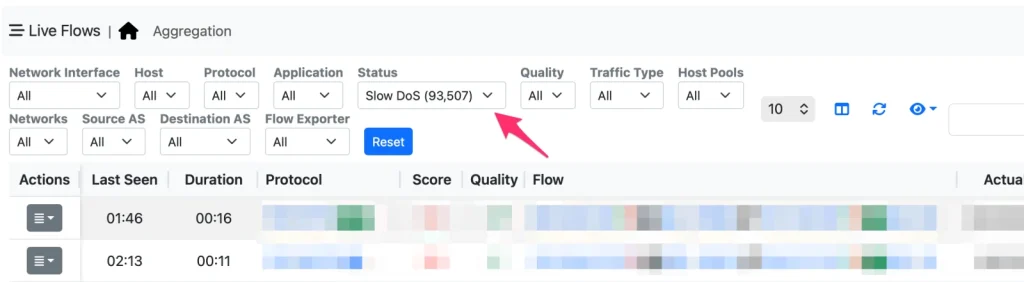 Live Flows | Aggregation
Network Interface Host Protocol Application Status Quality Traffic Type Host Pools
All All All All Slow DoS (93,507) All All All
10
Networks Source AS Destination AS Flow Exporter
All All All All Reset
Actions Last Seen Duration Protocol Score Quality Flow Actual
01:46 00:16
02:13 00:11